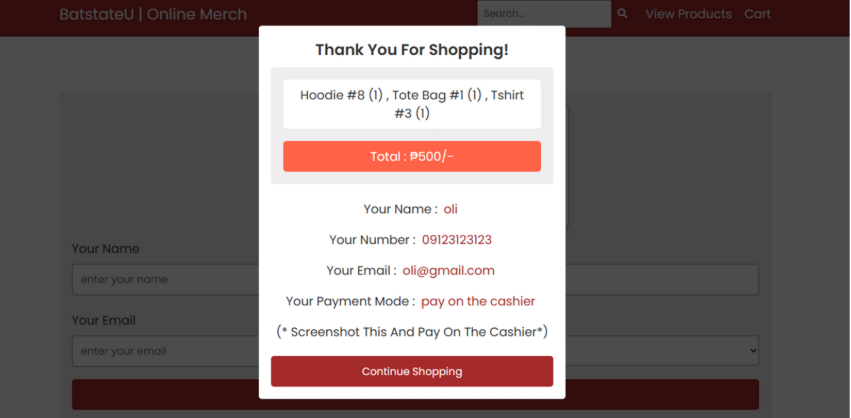 BatstateU | Online Merch
Search...
View Products
Cart
Thank You For Shopping!
Hoodie #8 (1) , Tote Bag #1 (1) , Tshirt
#3 (1)
Total : ₱500/-
Your Name : oli
Your Number : 09123123123
Your Email : oli@gmail.com
Your Payment Mode : pay on the cashier
(* Screenshot This And Pay On The Cashier*)
Continue Shopping
Your Name
enter your name
Your Email
enter your email